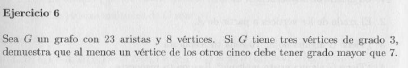 Ejercicio 6
Sea G un grafo con 23 aristas y 8 vértices. Si G tiene tres vértices de grado 3,
demuestra que al menos un vértice de los otros cinco debe tener grado mayor que 7.